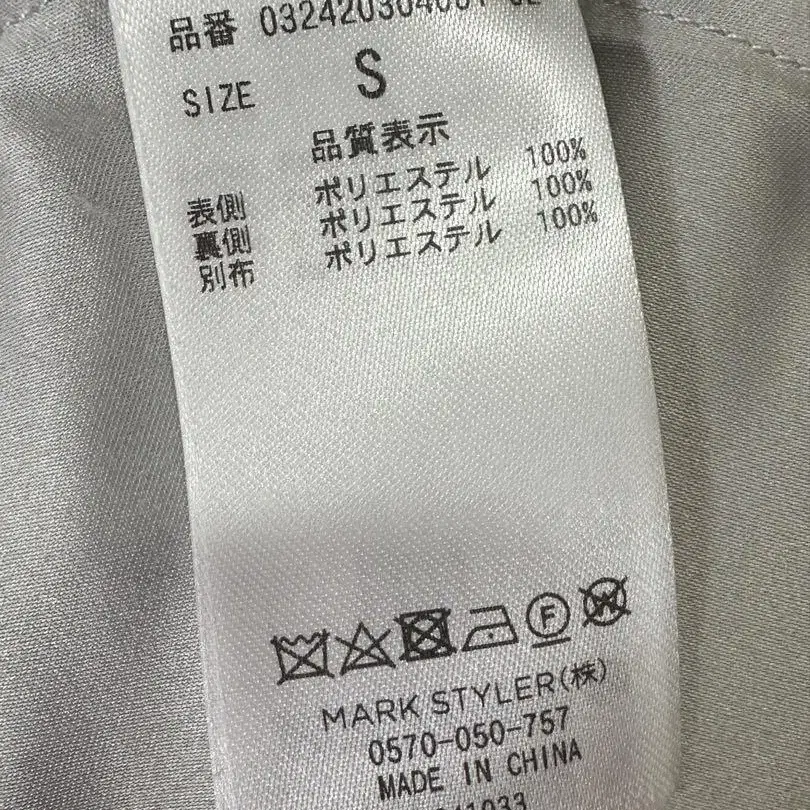 品番
SIZE S
品質表示
表側 ポリエステル 100%
裏側 ポリエステル 100%
別布 ポリエステル 100%
F W
MARK STYLER(株)
0570-050-757
MADE IN CHINA